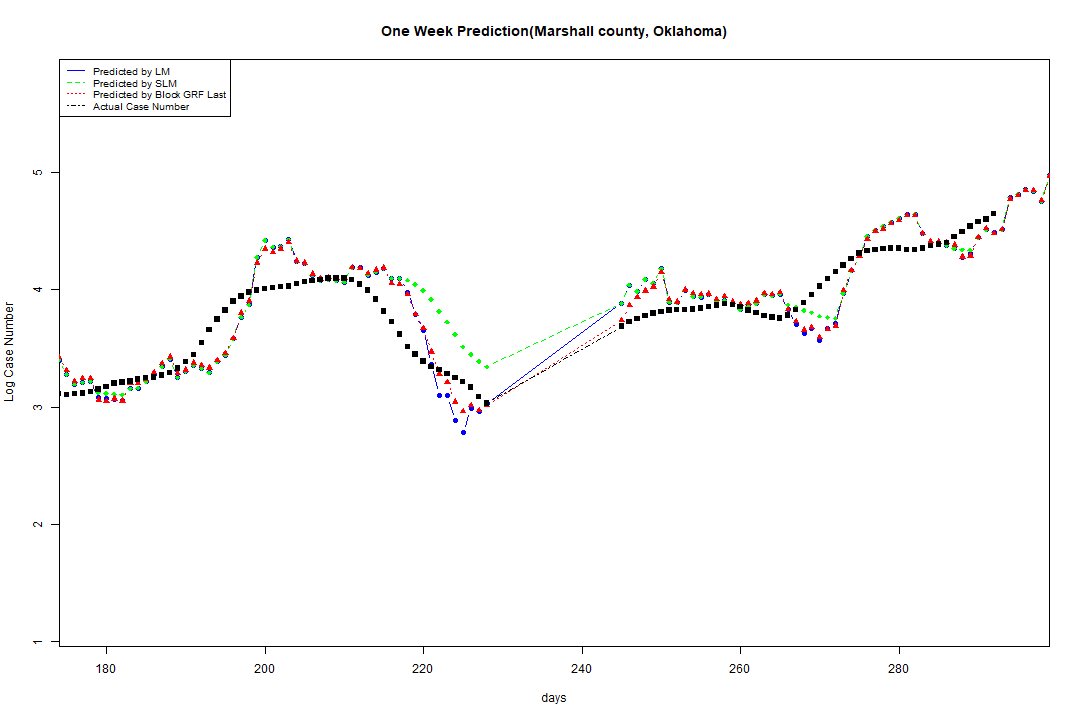 One Week Prediction(Marshall county, Oklahoma)
Predicted by LM
Predicted by SLM
Predicted by Block GRF Last
Actual Case Number
5
4
3
2
1
Log Case Number
180 200 220 240 260 280
days